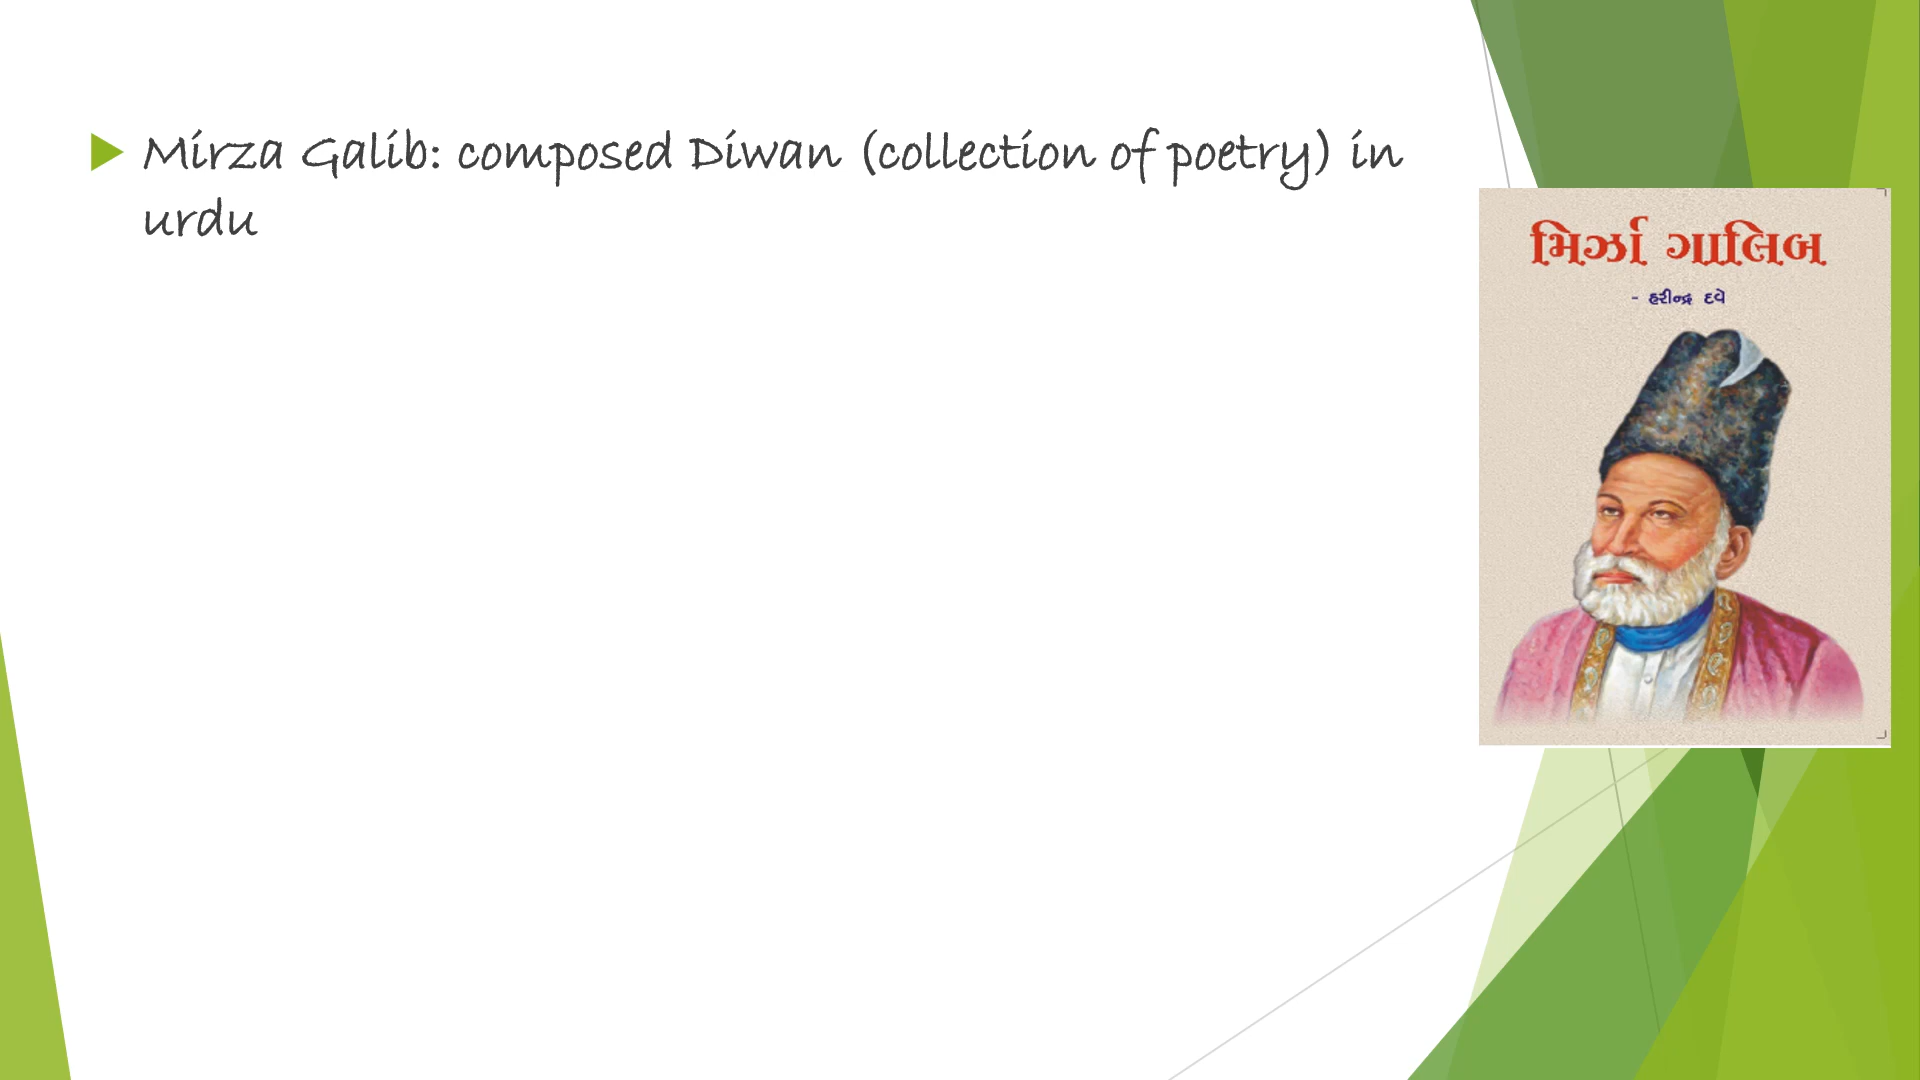 Mirza Galib: composed Diwan (collection of poetry) in
urdu
મિર્ઝા ગાલિબ
- હરીન્દ્ર દવે